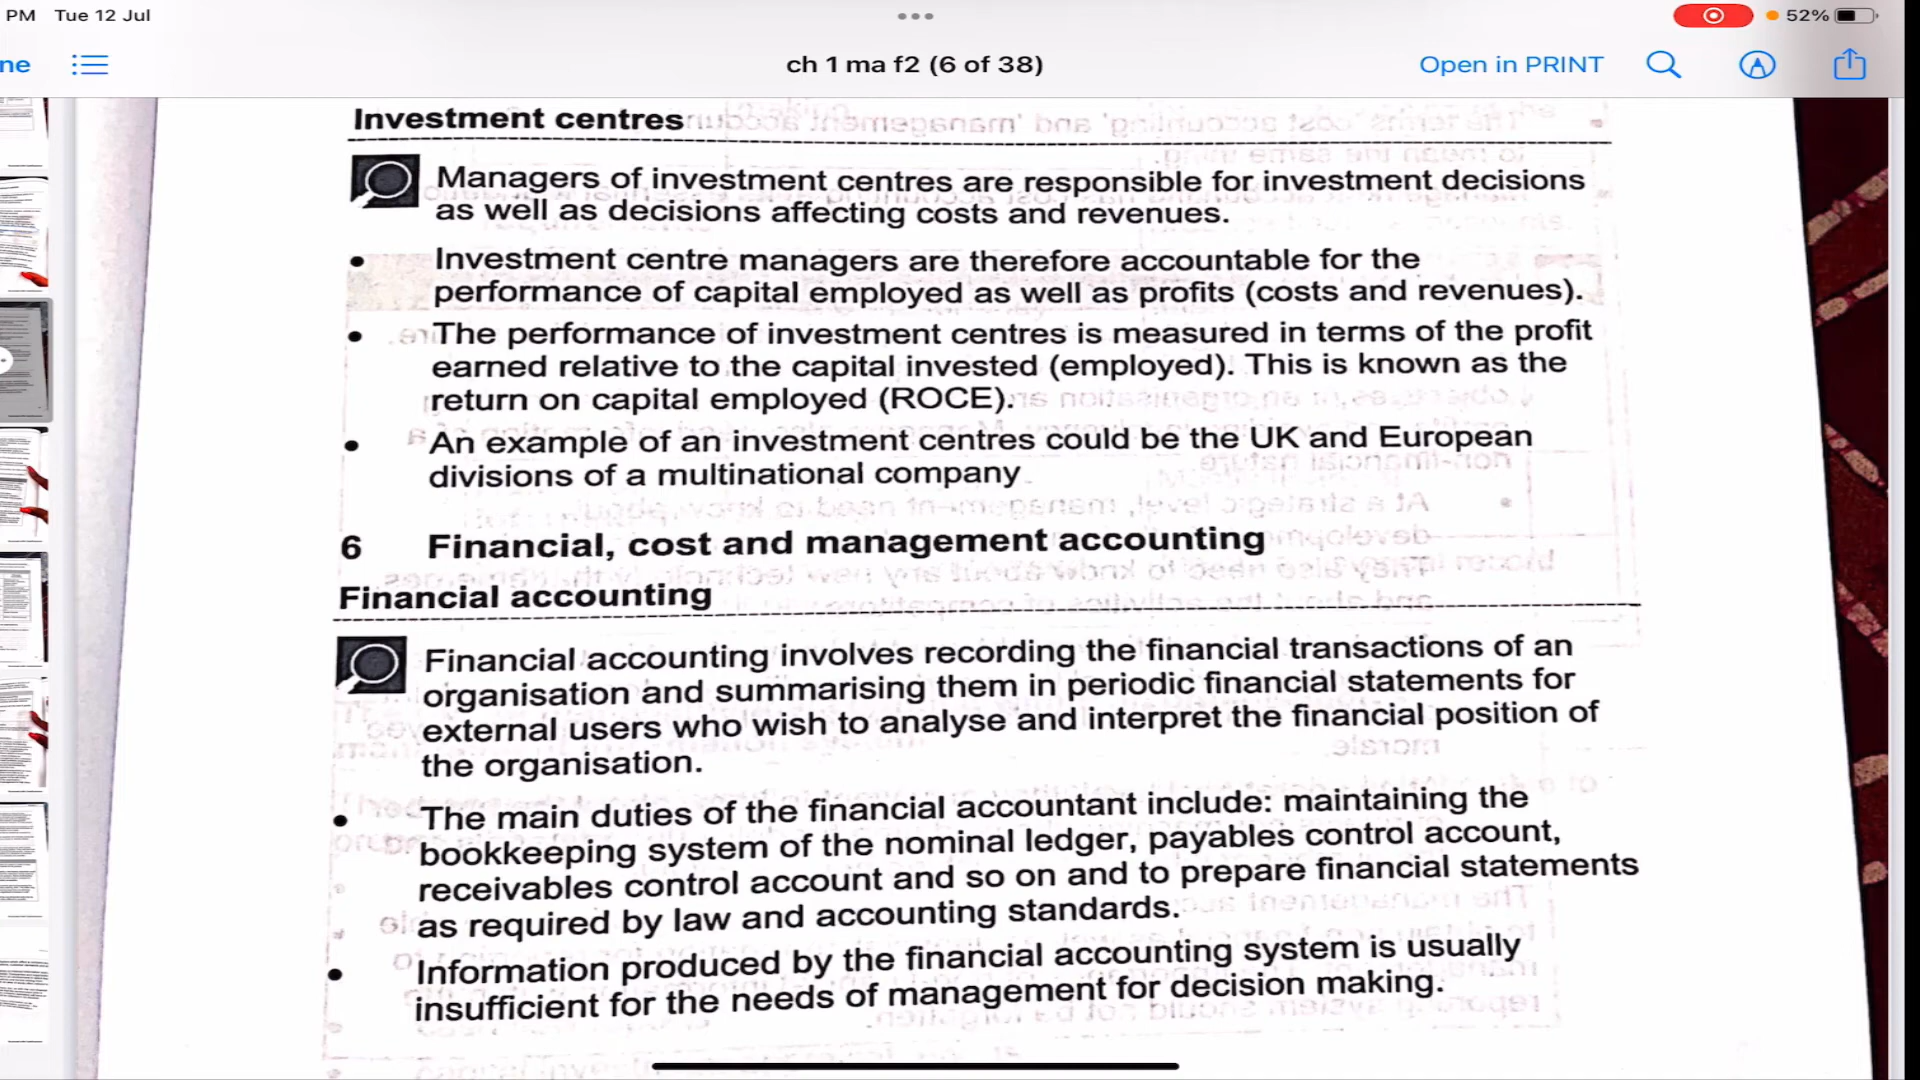 PM Tue 12 Jul
52%
ne
ch 1 ma f2 (6 of 38)
Open in PRINT
Investment centres
Managers of investment centres are responsible for investment decisions
as well as decisions affecting costs and revenues.
• Investment centre managers are therefore accountable for the
performance of capital employed as well as profits (costs and revenues).
• The performance of investment centres is measured in terms of the profit
earned relative to the capital invested (employed). This is known as the
return on capital employed (ROCE).
• An example of an investment centres could be the UK and European
divisions of a multinational company
6 Financial, cost and management accounting
Financial accounting
Financial accounting involves recording the financial transactions of an
organisation and summarising them in periodic financial statements for
external users who wish to analyse and interpret the financial position of
the organisation.
• The main duties of the financial accountant include: maintaining the
bookkeeping system of the nominal ledger, payables control account,
receivables control account and so on and to prepare financial statements
as required by law and accounting standards.
• Information produced by the financial accounting system is usually
insufficient for the needs of management for decision making.